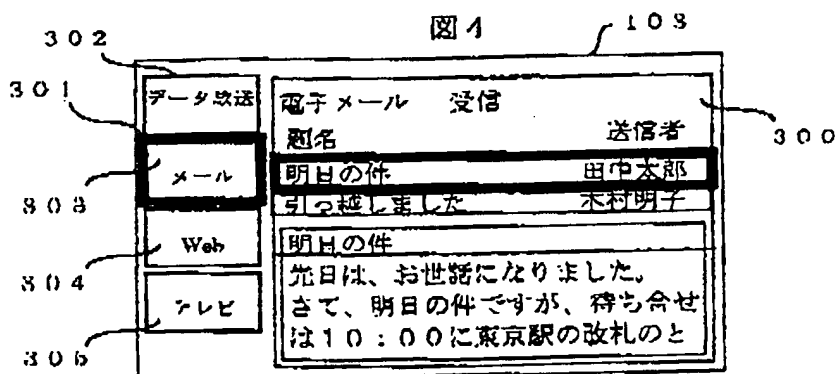 図4
302
103
301
データ放送
電子メール 受信
300
題名 送信者
メール
明日の件 田中太郎
303
引っ越しました 木村明子
304
Web
明日の件
先日は、お世話になりました。
テレビ
さて、明日の件ですが、待ち合せ
は10:00に東京駅の改札のと
305